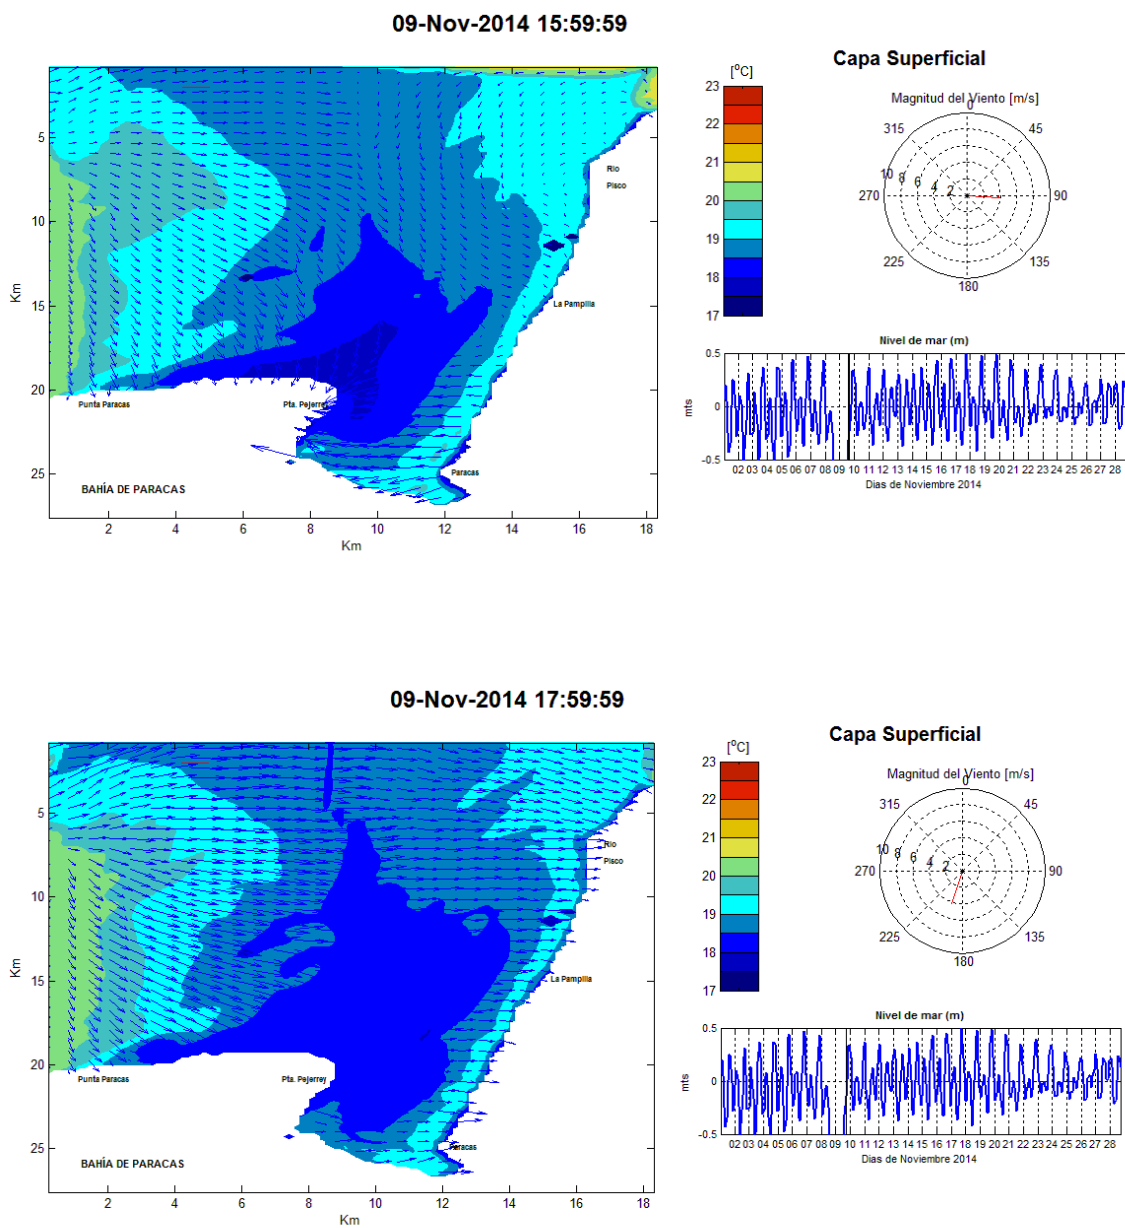 09-Nov-2014 15:59:59
Capa Superficial
[°C]
23
22
21
20
19
18
17
Magnitud del Viento [m/s]
0
45
90
135
180
225
270
315
10 8 6 4 2
Km
5
10
15
20
25
Rio
Pisco
La Pampilla
Punta Paracas
Pta. Pejerrey
Paracas
BAHÍA DE PARACAS
2 4 6 8 10 12 14 16 18
Km
Nivel de mar (m)
mts
0.5
0
-0.5
02 03 04 05 06 07 08 09 10 11 12 13 14 15 16 17 18 19 20 21 22 23 24 25 26 27 28
Dias de Noviembre 2014
09-Nov-2014 17:59:59
Capa Superficial
[°C]
23
22
21
20
19
18
17
Magnitud del Viento [m/s]
0
45
90
135
180
225
270
315
10 8 6 4 2
Km
5
10
15
20
25
Rio
Pisco
La Pampilla
Punta Paracas
Pta. Pejerrey
Paracas
BAHÍA DE PARACAS
2 4 6 8 10 12 14 16 18
Km
Nivel de mar (m)
mts
0.5
0
-0.5
02 03 04 05 06 07 08 09 10 11 12 13 14 15 16 17 18 19 20 21 22 23 24 25 26 27 28
Dias de Noviembre 2014